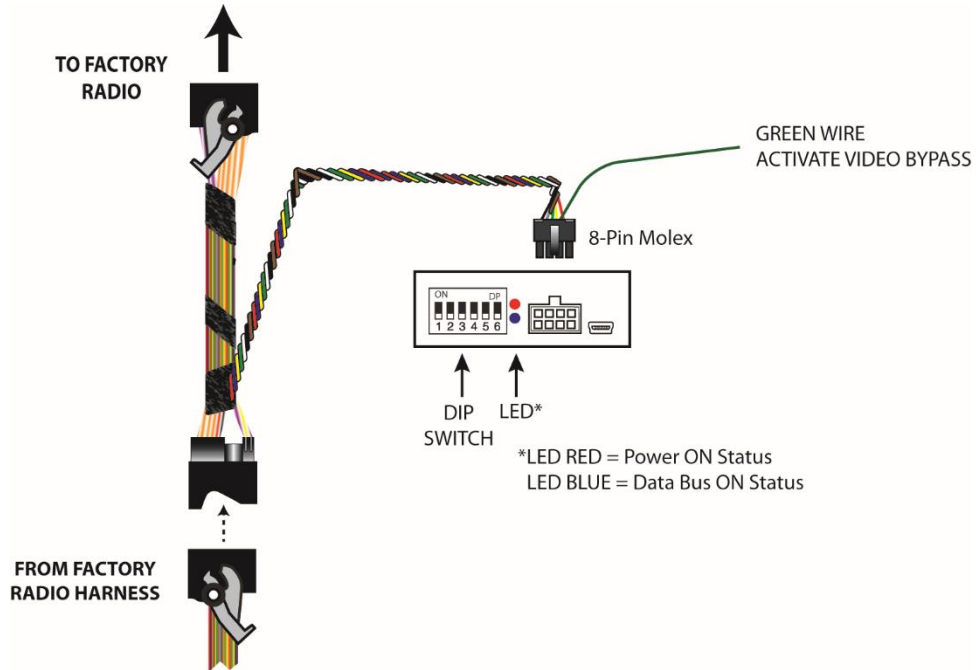 TO FACTORY
RADIO
GREEN WIRE
ACTIVATE VIDEO BYPASS
8-Pin Molex
ON DP
1 2 3 4 5 6
DIP
SWITCH
LED*
*LED RED = Power ON Status
LED BLUE = Data Bus ON Status
FROM FACTORY
RADIO HARNESS